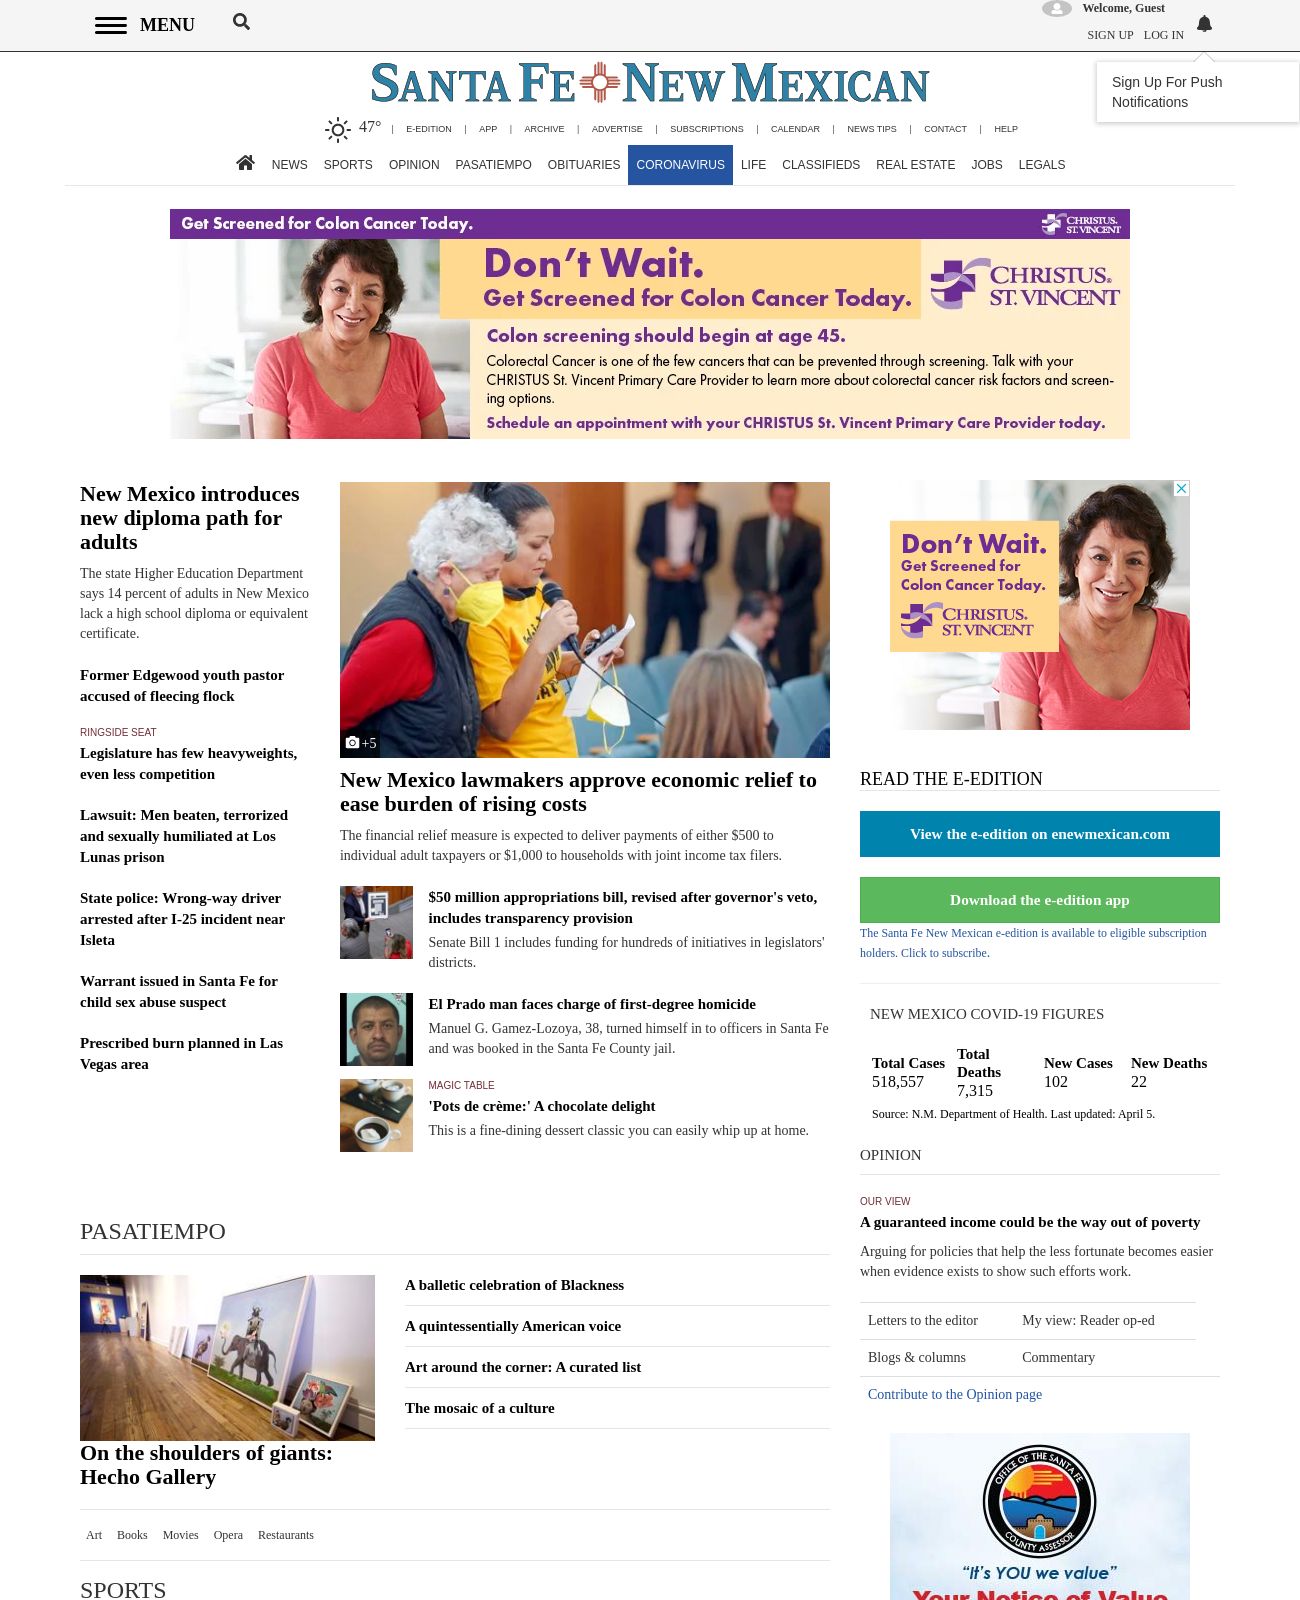 MENU
Welcome, Guest
SIGN UP LOG IN
Sign Up For Push
Notifications
SANTA FE NEW MEXICAN
47° | E-EDITION | APP | ARCHIVE | ADVERTISE | SUBSCRIPTIONS | CALENDAR | NEWS TIPS | CONTACT | HELP
NEWS SPORTS OPINION PASATIEMPO OBITUARIES CORONAVIRUS LIFE CLASSIFIEDS REAL ESTATE JOBS LEGALS
Get Screened for Colon Cancer Today.
CHRISTUS.
ST. VINCENT
Don't Wait.
Get Screened for Colon Cancer Today.
CHRISTUS®
ST. VINCENT
Colon screening should begin at age 45.
Colorectal Cancer is one of the few cancers that can be prevented through screening. Talk with your
CHRISTUS St. Vincent Primary Care Provider to learn more about colorectal cancer risk factors and screen-
ing options.
Schedule an appointment with your CHRISTUS St. Vincent Primary Care Provider today.
New Mexico introduces
new diploma path for
adults
The state Higher Education Department
says 14 percent of adults in New Mexico
lack a high school diploma or equivalent
certificate.
Former Edgewood youth pastor
accused of fleecing flock
RINGSIDE SEAT
Legislature has few heavyweights,
even less competition
Lawsuit: Men beaten, terrorized
and sexually humiliated at Los
Lunas prison
State police: Wrong-way driver
arrested after I-25 incident near
Isleta
Warrant issued in Santa Fe for
child sex abuse suspect
Prescribed burn planned in Las
Vegas area
+5
New Mexico lawmakers approve economic relief to
ease burden of rising costs
The financial relief measure is expected to deliver payments of either $500 to
individual adult taxpayers or $1,000 to households with joint income tax filers.
$50 million appropriations bill, revised after governor's veto,
includes transparency provision
Senate Bill 1 includes funding for hundreds of initiatives in legislators'
districts.
El Prado man faces charge of first-degree homicide
Manuel G. Gamez-Lozoya, 38, turned himself in to officers in Santa Fe
and was booked in the Santa Fe County jail.
MAGIC TABLE
'Pots de crème:' A chocolate delight
This is a fine-dining dessert classic you can easily whip up at home.
Don't Wait.
Get Screened for
Colon Cancer Today.
CHRISTUS
ST. VINCENT
READ THE E-EDITION
View the e-edition on enewmexican.com
Download the e-edition app
The Santa Fe New Mexican e-edition is available to eligible subscription
holders. Click to subscribe.
NEW MEXICO COVID-19 FIGURES
Total Cases
518,557
Total
Deaths
7,315
New Cases
102
New Deaths
22
Source: N.M. Department of Health. Last updated: April 5.
OPINION
OUR VIEW
A guaranteed income could be the way out of poverty
Arguing for policies that help the less fortunate becomes easier
when evidence exists to show such efforts work.
Letters to the editor My view: Reader op-ed
Blogs & columns Commentary
Contribute to the Opinion page
OFFICE OF THE SANTA FE
COUNTY ASSESSOR
"It's YOU we value"
Your Notice of Value
PASATIEMPO
On the shoulders of giants:
Hecho Gallery
A balletic celebration of Blackness
A quintessentially American voice
Art around the corner: A curated list
The mosaic of a culture
Art Books Movies Opera Restaurants
SPORTS